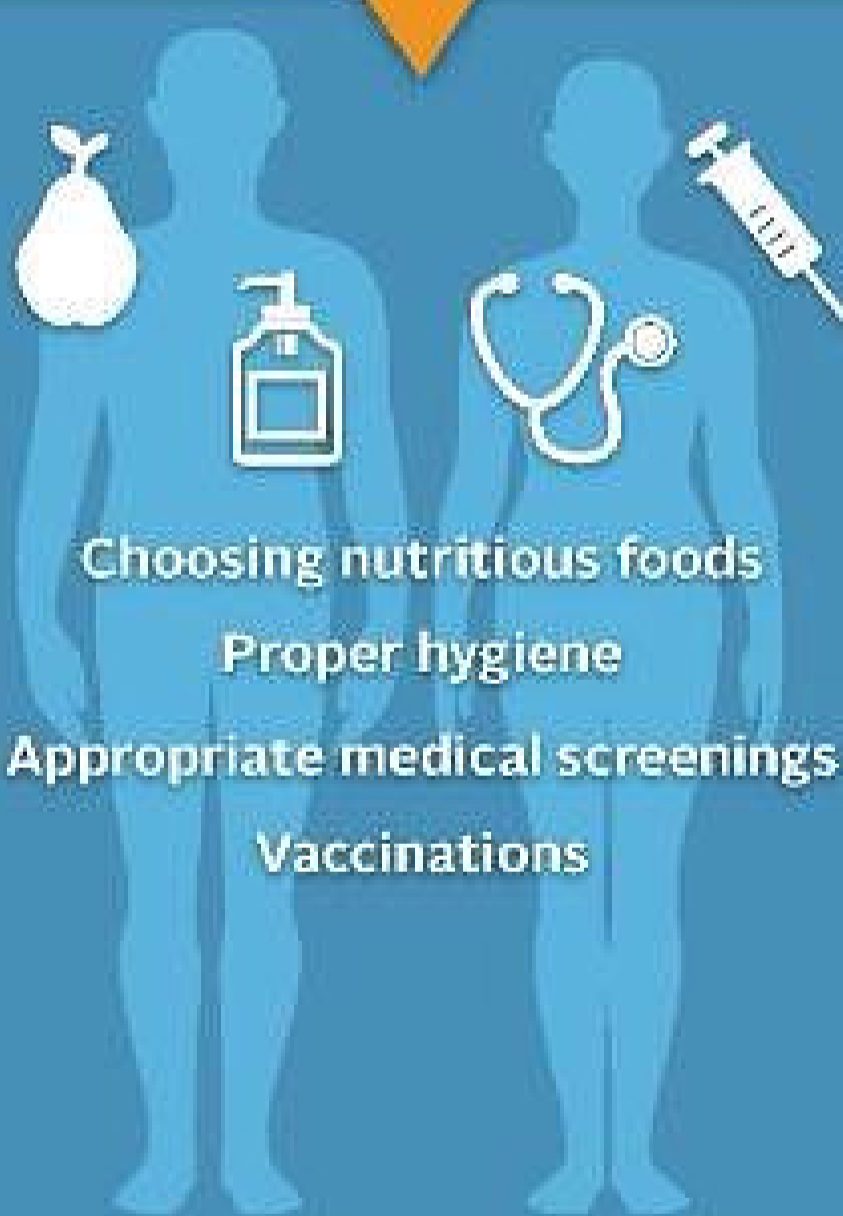 Choosing nutritious foods
Proper hygiene
Appropriate medical screenings
Vaccinations